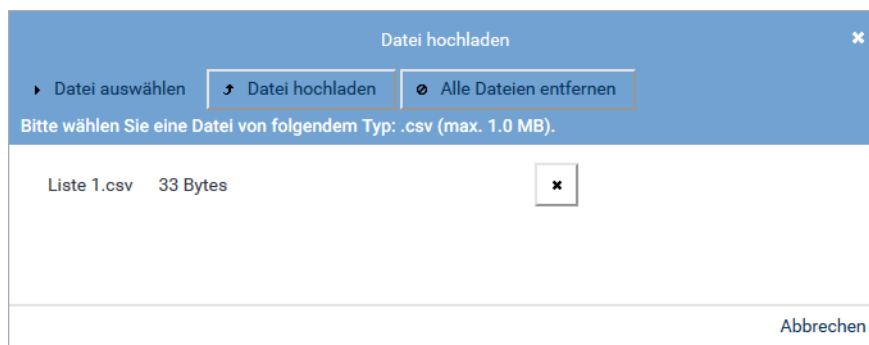 Datei hochladen
Datei auswählen Datei hochladen Alle Dateien entfernen
Bitte wählen Sie eine Datei von folgendem Typ: .csv (max. 1.0 MB).
Liste 1.csv 33 Bytes
Abbrechen